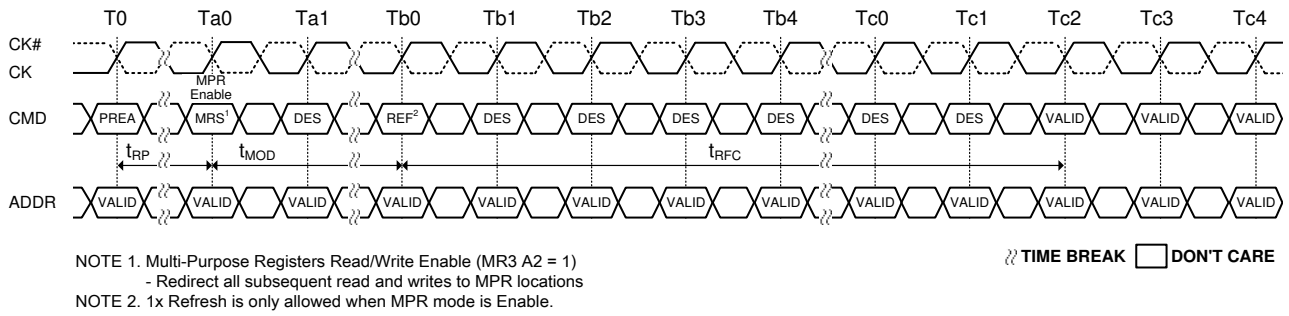 T0 Ta0 Ta1 Tb0 Tb1 Tb2 Tb3 Tb4 Tc0 Tc1 Tc2 Tc3 Tc4
CK#
CK
MPR
Enable
CMD PREA MRS1 DES REF2 DES DES DES DES DES DES VALID VALID VALID
tRP tMOD tRFC
ADDR VALID VALID VALID VALID VALID VALID VALID VALID VALID VALID VALID VALID VALID
TIME BREAK DON'T CARE
NOTE 1. Multi-Purpose Registers Read/Write Enable (MR3 A2 = 1)
- Redirect all subsequent read and writes to MPR locations
NOTE 2. 1x Refresh is only allowed when MPR mode is Enable.